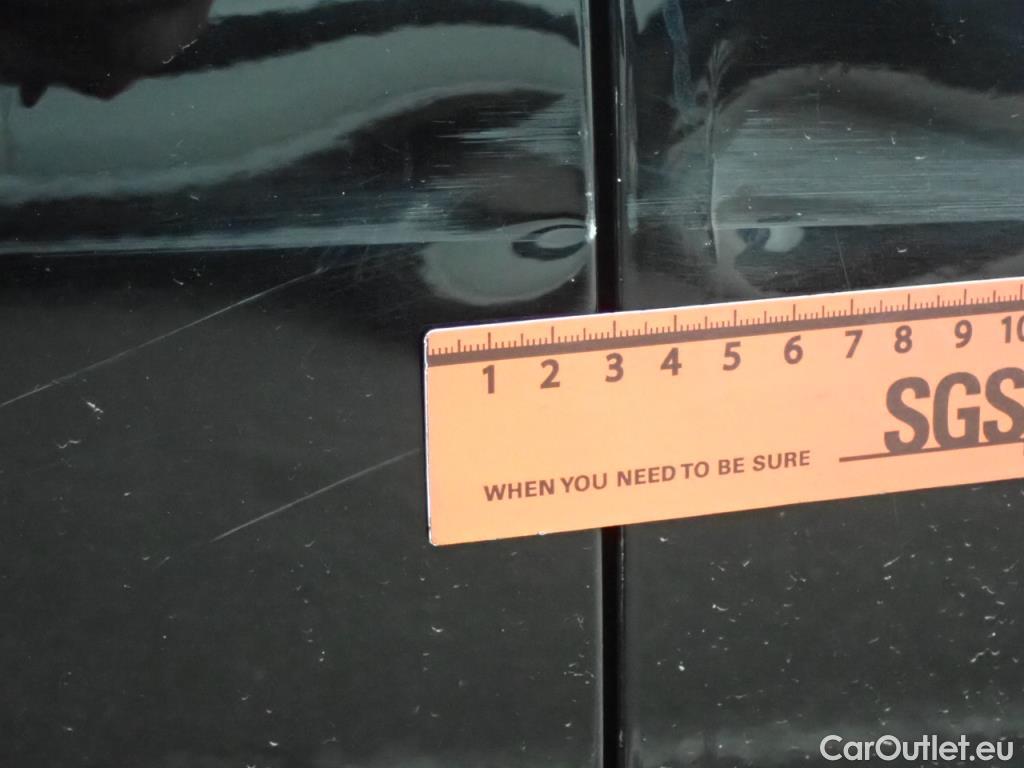 1 2 3 4 5 6 7 8 9 10
SGS
WHEN YOU NEED TO BE SURE
CarOutlet.eu